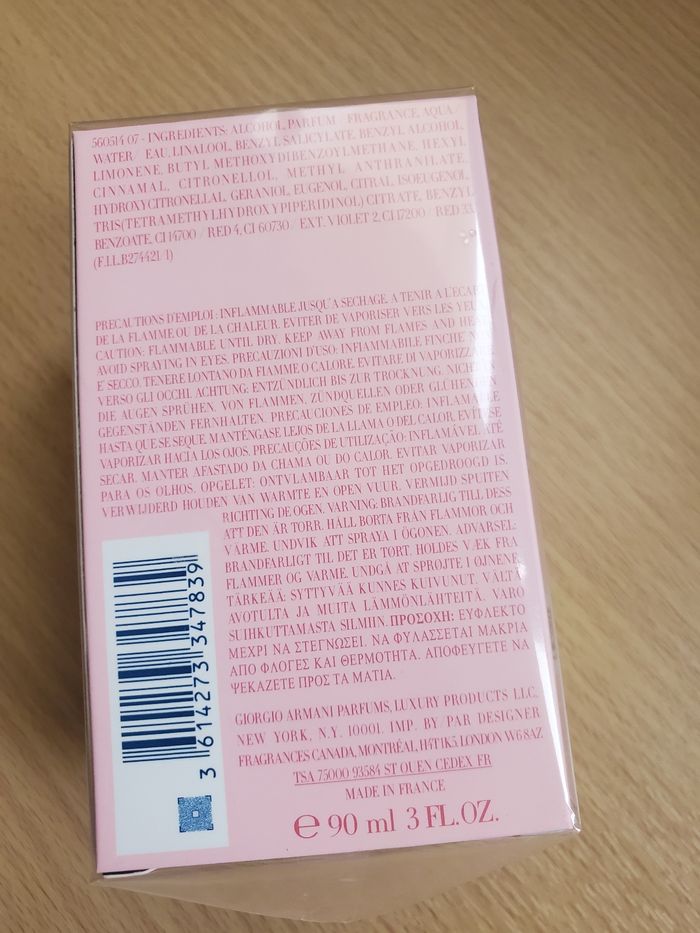 560514 07 - INGREDIENTS: ALCOHOL, PARFUM / FRAGRANCE, AQUA /
WATER / EAU, LINALOOL, BENZYL SALICYLATE, BENZYL ALCOHOL,
LIMONENE, BUTYL METHOXYDIBENZOYLMETHANE, HEXYL
CINNAMAL, CITRONELLOL, METHYL ANTHRANILATE,
HYDROXYCITRONELLAL, GERANIOL, EUGENOL, CITRAL, ISOEUGENOL,
TRIS(TETRAMETHYLHYDROXYPIPERIDINOL) CITRATE, BENZYL
BENZOATE, CI 14700 / RED 4, CI 60730 / EXT. VIOLET 2, CI 17200 / RED 33.
(F.I.L.B274421/1)
PRECAUTIONS D'EMPLOI : INFLAMMABLE JUSQU'A SECHAGE. A TENIR A L'ECART
DE LA FLAMME OU DE LA CHALEUR. EVITER DE VAPORISER VERS LES YEUX.
CAUTION: FLAMMABLE UNTIL DRY. KEEP AWAY FROM FLAMES AND HEAT.
AVOID SPRAYING IN EYES. PRECAUZIONI D'USO: INFIAMMABILE FINCHE' NON
E' SECCO. TENERE LONTANO DA FIAMME O CALORE. EVITARE DI VAPORIZZARE
VERSO GLI OCCHI. ACHTUNG: ENTZÜNDLICH BIS ZUR TROCKNUNG. NICHT IN
DIE AUGEN SPRÜHEN. VON FLAMMEN, ZÜNDQUELLEN ODER GLÜHENDEN
GEGENSTÄNDEN FERNHALTEN. PRECAUCIONES DE EMPLEO: INFLAMABLE
HASTA QUE SE SEQUE. MANTÉNGASE LEJOS DE LA LLAMA O DEL CALOR. EVÍTESE
VAPORIZAR HACIA LOS OJOS. PRECAUÇÕES DE UTILIZAÇÃO: INFLAMÁVEL ATÉ
SECAR. MANTER AFASTADO DA CHAMA OU DO CALOR. EVITAR VAPORIZAR
PARA OS OLHOS. OPGELET: ONTVLAMBAAR TOT HET OPGEDROOGD IS.
VERWIJDERD HOUDEN VAN WARMTE EN OPEN VUUR. VERMIJD SPUITEN
RICHTING DE OGEN. VARNING: BRANDFARLIG TILL DESS
ATT DEN ÄR TORR. HÅLL BORTA FRÅN FLAMMOR OCH
VÄRME. UNDVIK ATT SPRAYA I ÖGONEN. ADVARSEL:
BRANDFARLIGT TIL DET ER TORT. HOLDES VÆK FRA
FLAMMER OG VARME. UNDGÅ AT SPRØJTE I ØJNENE.
TÄRKEÄÄ: SYTTYVÄÄ KUNNES KUIVUNUT. VÄLTÄ
AVOTULTA JA MUITA LÄMMÖNLÄHTEITÄ. VARO
SUIHKUTTAMASTA SILMIIN. ΠΡΟΣΟΧΗ: ΕΥΦΛΕΚΤΟ
ΜΕΧΡΙ ΝΑ ΣΤΕΓΝΩΣΕΙ. ΝΑ ΦΥΛΑΣΣΕΤΑΙ ΜΑΚΡΙΑ
ΑΠΟ ΦΛΟΓΕΣ ΚΑΙ ΘΕΡΜΟΤΗΤΑ. ΑΠΟΦΕΥΓΕΤΕ ΝΑ
ΨΕΚΑΖΕΤΕ ΠΡΟΣ ΤΑ ΜΑΤΙΑ.
3 614273 347839
GIORGIO ARMANI PARFUMS, LUXURY PRODUCTS LLC.
NEW YORK, N.Y. 10001. IMP. BY/PAR DESIGNER
FRAGRANCES CANADA, MONTRÉAL, H4T 1K5. LONDON W6 8AZ
TSA 75000 93584 ST OUEN CEDEX, FR
MADE IN FRANCE
℮ 90 ml 3 FL.OZ.